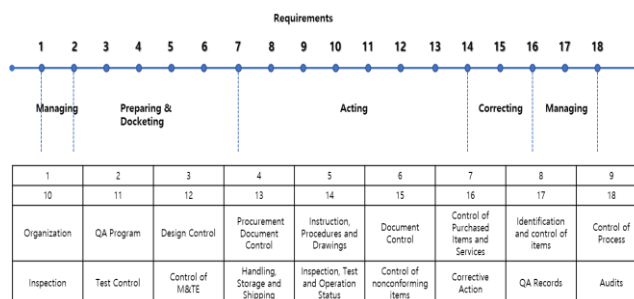 Requirements
1 2 3 4 5 6 7 8 9 10 11 12 13 14 15 16 17 18
Managing Preparing & Docketing Acting Correcting Managing
1 2 3 4 5 6 7 8 9
10 11 12 13 14 15 16 17 18
Organization
QA Program
Design Control
Procurement
Document
Control
Instruction,
Procedures and
Drawings
Document
Control
Control of
Purchased
Items and
Services
Identification
and control of
items
Control of
Process
Inspection
Test Control
Control of
M&TE
Handling,
Storage and
Shipping
Inspection, Test
and Operation
Status
Control of
nonconforming
items
Corrective
Action
QA Records
Audits